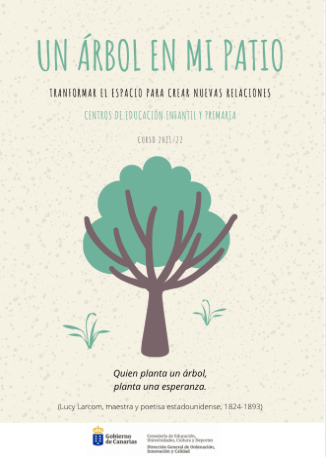 UN ÁRBOL EN MI PATIO
TRANFORMAR EL ESPACIO PARA CREAR NUEVAS RELACIONES
CENTROS DE EDUCACIÓN INFANTIL Y PRIMARIA
CURSO 2021/22
Quien planta un árbol,
planta una esperanza.
(Lucy Larcom, maestra y poetisa estadounidense, 1824-1893)
Gobierno
de Canarias
Consejería de Educación,
Universidades, Cultura y Deportes
Dirección General de Ordenación,
Innovación y Calidad